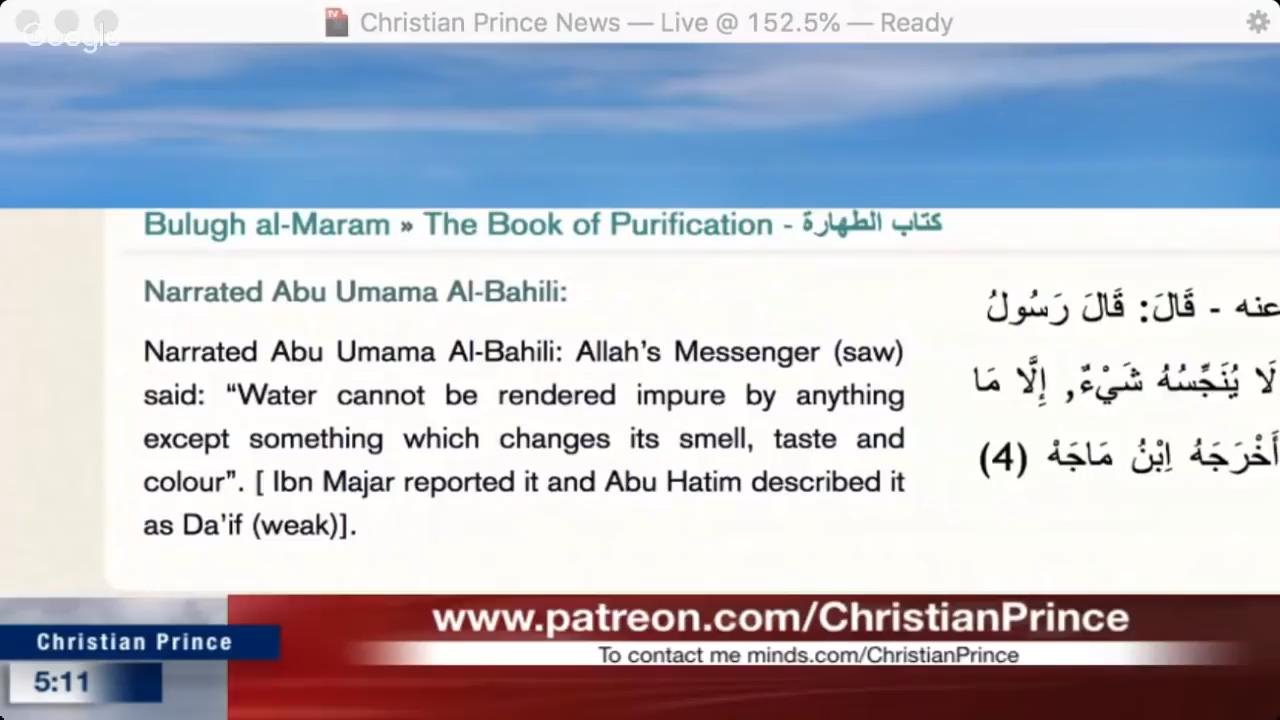 Christian Prince News — Live @ 152.5% — Ready
Google
Bulugh al-Maram » The Book of Purification - كتاب الطهارة
Narrated Abu Umama Al-Bahili:
Narrated Abu Umama Al-Bahili: Allah's Messenger (saw)
said: “Water cannot be rendered impure by anything
except something which changes its smell, taste and
colour”. [ Ibn Majar reported it and Abu Hatim described it
as Da'if (weak)].
عنه - قَالَ: قَالَ رَسُولُ
لَا يُنَجِّسُهُ شَيْءٌ, إِلَّا مَا
أَخْرَجَهُ اِبْنُ مَاجَهْ (4)
www.patreon.com/ChristianPrince
To contact me minds.com/ChristianPrince
Christian Prince
5:11